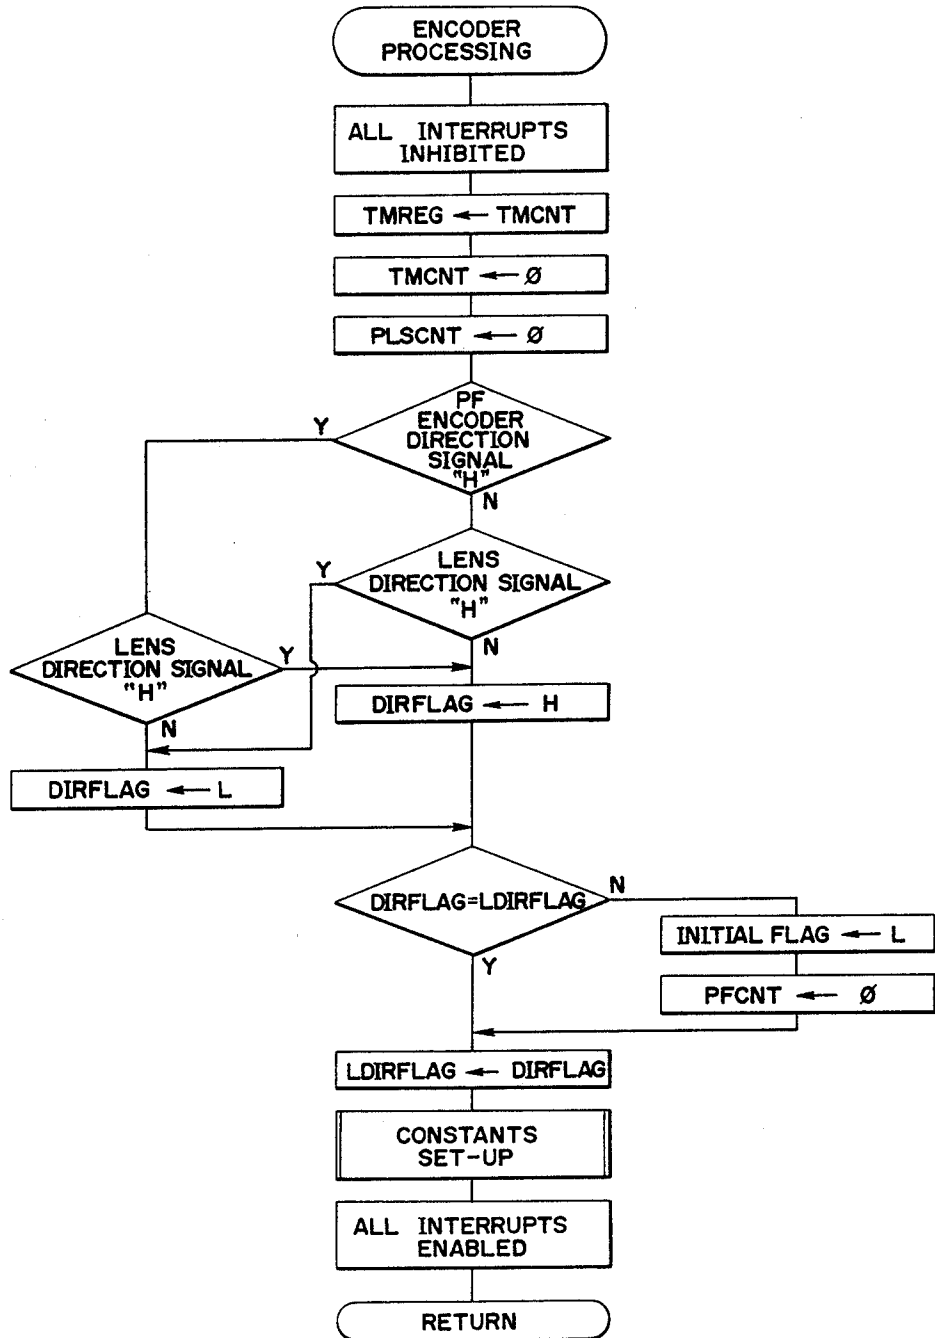 ENCODER
PROCESSING
ALL INTERRUPTS
INHIBITED
TMREG ← TMCNT
TMCNT ← Ø
PLSCNT ← Ø
PF
ENCODER
DIRECTION
SIGNAL
"H"
Y
N
LENS
DIRECTION SIGNAL
"H"
Y
N
LENS
DIRECTION SIGNAL
"H"
Y
N
DIRFLAG ← H
DIRFLAG ← L
DIRFLAG=LDIRFLAG
N
Y
INITIAL FLAG ← L
PFCNT ← Ø
LDIRFLAG ← DIRFLAG
CONSTANTS
SET-UP
ALL INTERRUPTS
ENABLED
RETURN